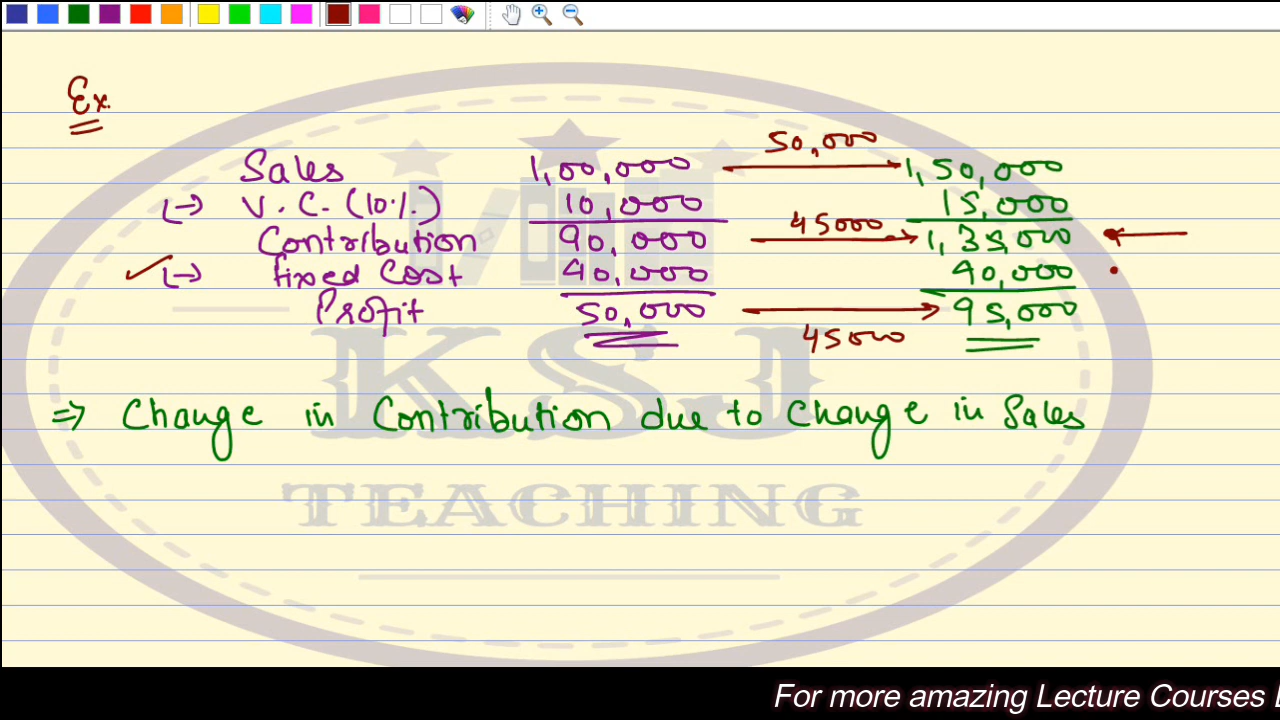 Ex.
50,000
Sales 1,00,000 1,50,000
V.C. (10%) 10,000 15,000
45000
Contribution 90,000 1,35,000
fixed Cost 40,000 40,000
Profit 50,000 95,000
45000
KSJ
⇒ Change in Contribution due to Change in Sales
TEACHING
For more amazing Lecture Courses